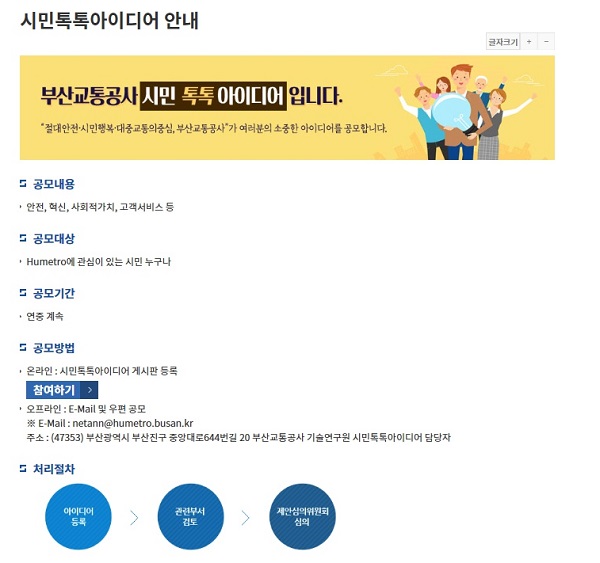 시민톡톡아이디어 안내
글자크기 + −
부산교통공사 시민 톡톡 아이디어 입니다.
"절대안전·시민행복·대중교통의중심, 부산교통공사"가 여러분의 소중한 아이디어를 공모합니다.
공모내용
안전, 혁신, 사회적가치, 고객서비스 등
공모대상
Humetro에 관심이 있는 시민 누구나
공모기간
연중 계속
공모방법
온라인 : 시민톡톡아이디어 게시판 등록
참여하기 >
오프라인 : E-Mail 및 우편 공모
※ E-Mail : netann@humetro.busan.kr
주소 : (47353) 부산광역시 부산진구 중앙대로644번길 20 부산교통공사 기술연구원 시민톡톡아이디어 담당자
처리절차
아이디어
등록
관련부서
검토
제안심의위원회
심의